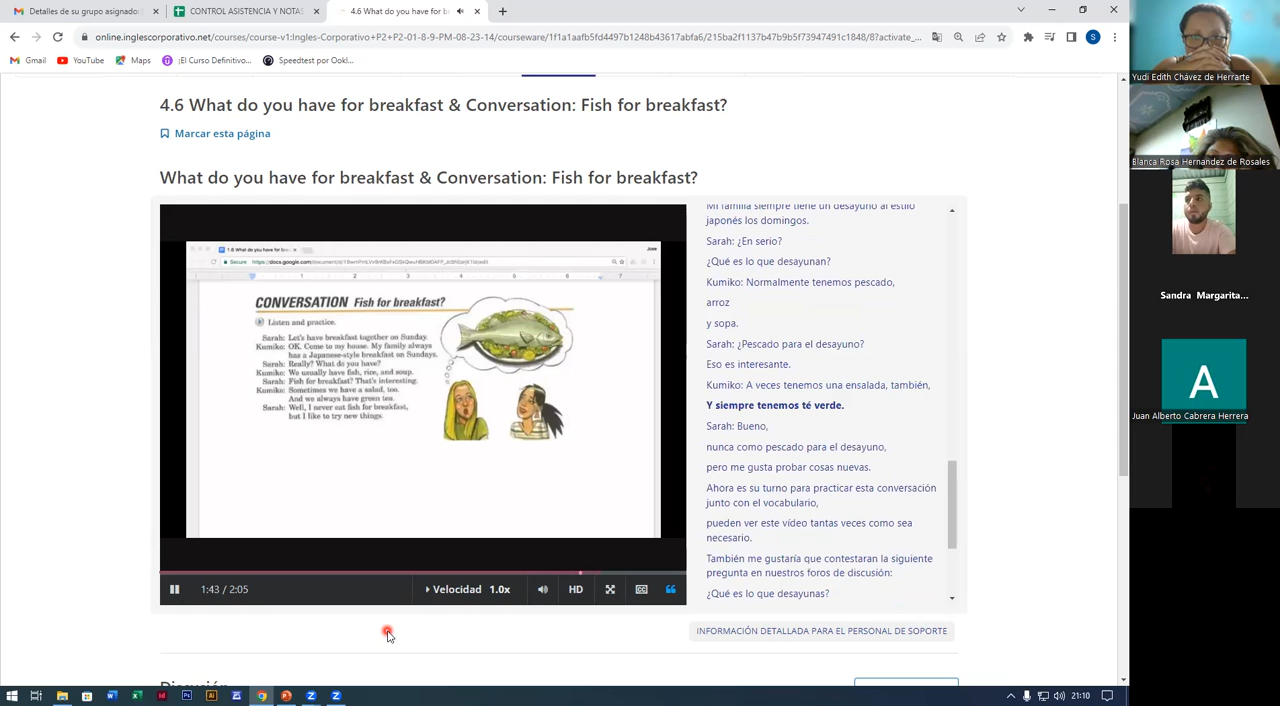 Detalles de su grupo asignado
CONTROL ASISTENCIA Y NOTAS
4.6 What do you have for b
online.inglescorporativo.net/courses/course-v1:Ingles-Corporativo+P2+P2-01-8-9-PM-08-23-14/courseware/1f1a1aafb5fd4497b1248b43617abfa6/215ba2f1137b47b9b5f73947491c1848/8?activate_...
Gmail
YouTube
Maps
¡El Curso Definitivo...
Speedtest por Ookl...
4.6 What do you have for breakfast & Conversation: Fish for breakfast?
Marcar esta página
What do you have for breakfast & Conversation: Fish for breakfast?
CONVERSATION Fish for breakfast?
Listen and practice.
Sarah: Let's have breakfast together on Sunday.
Kumiko: OK. Come to my house. My family always
has a Japanese-style breakfast on Sundays.
Sarah: Really? What do you have?
Kumiko: We usually have fish, rice, and soup.
Sarah: Fish for breakfast? That's interesting.
Kumiko: Sometimes we have a salad, too.
And we always have green tea.
Sarah: Well, I never eat fish for breakfast,
but I like to try new things.
1:43 / 2:05
Velocidad 1.0x
HD
Mi familia siempre tiene un desayuno al estilo
japonés los domingos.
Sarah: ¿En serio?
¿Qué es lo que desayunan?
Kumiko: Normalmente tenemos pescado,
arroz
y sopa.
Sarah: ¿Pescado para el desayuno?
Eso es interesante.
Kumiko: A veces tenemos una ensalada, también,
Y siempre tenemos té verde.
Sarah: Bueno,
nunca como pescado para el desayuno,
pero me gusta probar cosas nuevas.
Ahora es su turno para practicar esta conversación
junto con el vocabulario,
pueden ver este vídeo tantas veces como sea
necesario.
También me gustaría que contestaran la siguiente
pregunta en nuestros foros de discusión:
¿Qué es lo que desayunas?
INFORMACIÓN DETALLADA PARA EL PERSONAL DE SOPORTE
Discusión
21:10
Yudi Edith Chávez de Herrarte
Blanca Rosa Hernandez de Rosales
Sandra Margarita...
A
Juan Alberto Cabrera Herrera